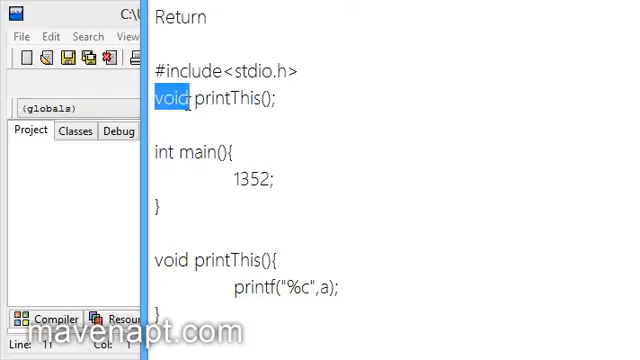 C:\U
File Edit Search
(globals)
Project Classes Debug
Compiler Resour
Line: 11 Col: 1
Return
#include<stdio.h>
void printThis();
int main(){
1352;
}
void printThis(){
printf("%c",a);
}
mavenapt.com